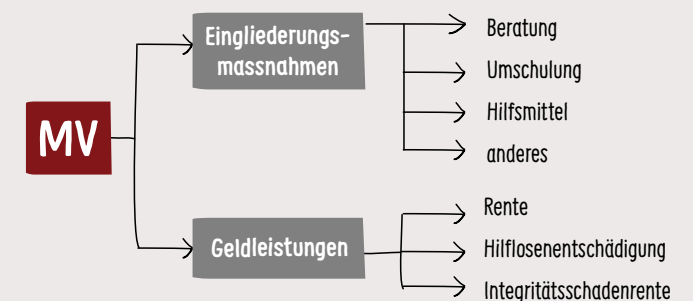 MV
Eingliederungs-
massnahmen
Beratung
Umschulung
Hilfsmittel
anderes
Geldleistungen
Rente
Hilflosenentschädigung
Integritätsschadenrente